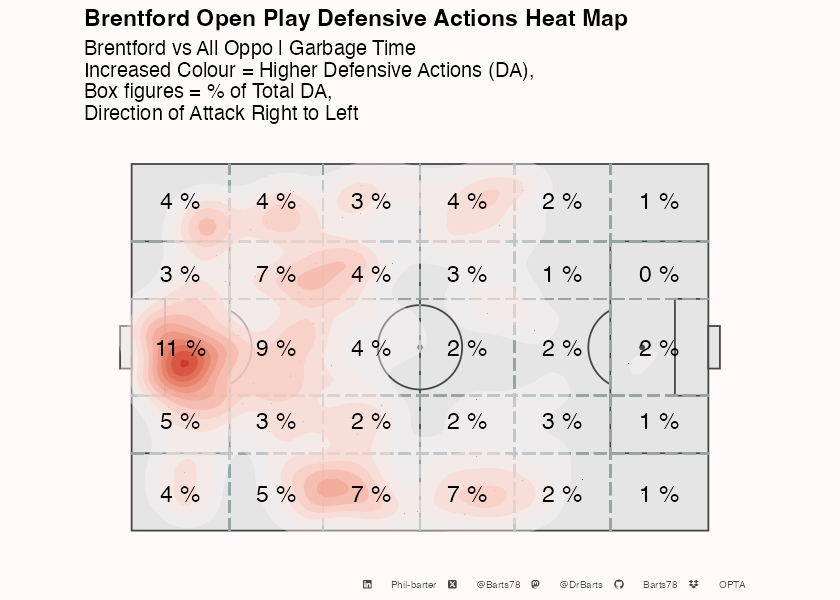 Brentford Open Play Defensive Actions Heat Map
Brentford vs All Oppo I Garbage Time
Increased Colour = Higher Defensive Actions (DA),
Box figures = % of Total DA,
Direction of Attack Right to Left
4 % 4 % 3 % 4 % 2 % 1 %
3 % 7 % 4 % 3 % 1 % 0 %
11 % 9 % 4 % 2 % 2 % 2 %
5 % 3 % 2 % 2 % 3 % 1 %
4 % 5 % 7 % 7 % 2 % 1 %
Phil-barter @Barts78 @DrBarts Barts78 OPTA